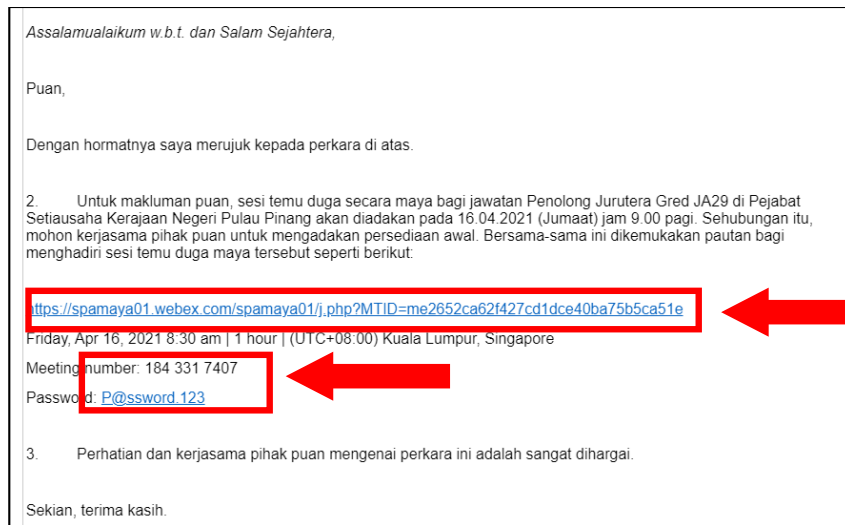 Assalamualaikum w.b.t. dan Salam Sejahtera,
Puan,
Dengan hormatnya saya merujuk kepada perkara di atas.
2. Untuk makluman puan, sesi temu duga secara maya bagi jawatan Penolong Jurutera Gred JA29 di Pejabat
Setiausaha Kerajaan Negeri Pulau Pinang akan diadakan pada 16.04.2021 (Jumaat) jam 9.00 pagi. Sehubungan itu,
mohon kerjasama pihak puan untuk mengadakan persediaan awal. Bersama-sama ini dikemukakan pautan bagi
menghadiri sesi temu duga maya tersebut seperti berikut:
https://spamaya01.webex.com/spamaya01/j.php?MTID=me2652ca62f427cd1dce40ba75b5ca51e
Friday, Apr 16, 2021 8:30 am | 1 hour | (UTC+08:00) Kuala Lumpur, Singapore
Meeting number: 184 331 7407
Password: P@ssword.123
3. Perhatian dan kerjasama pihak puan mengenai perkara ini adalah sangat dihargai.
Sekian, terima kasih.